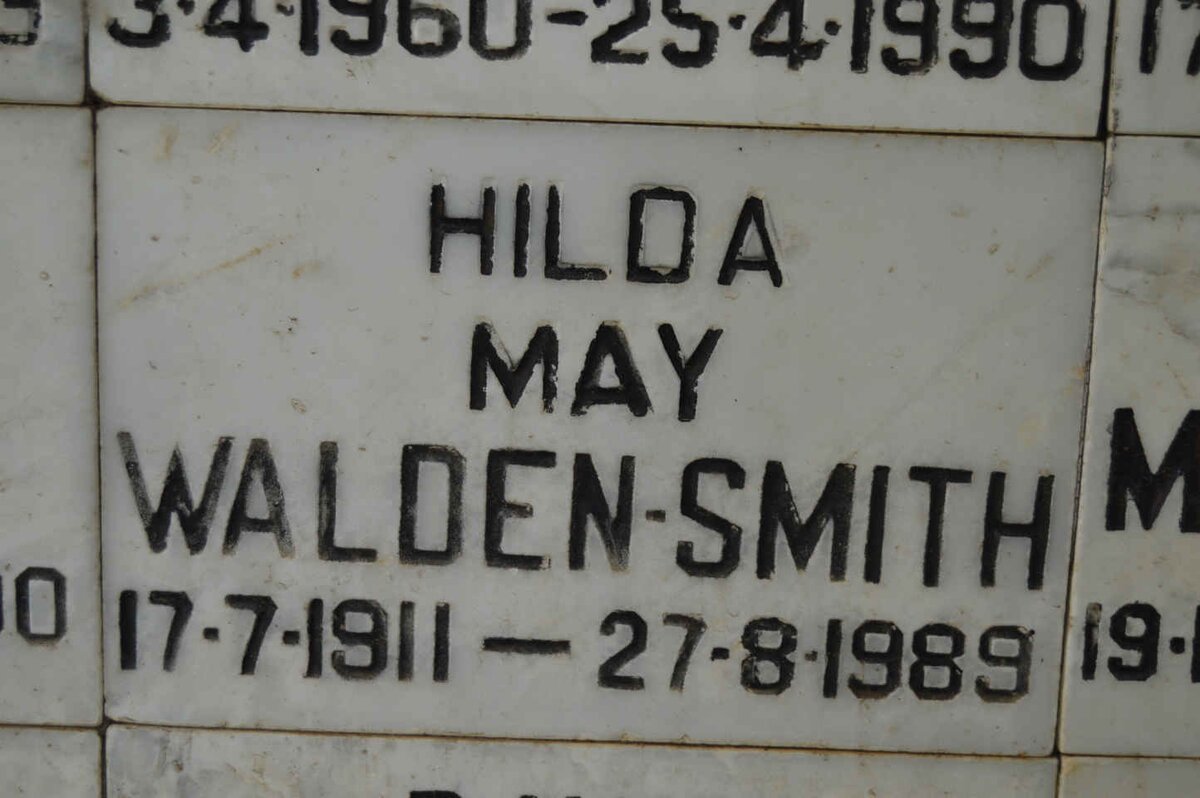 3·4·1960–25·4·1990
HILDA
MAY
WALDEN-SMITH
17·7·1911 — 27·8·1989